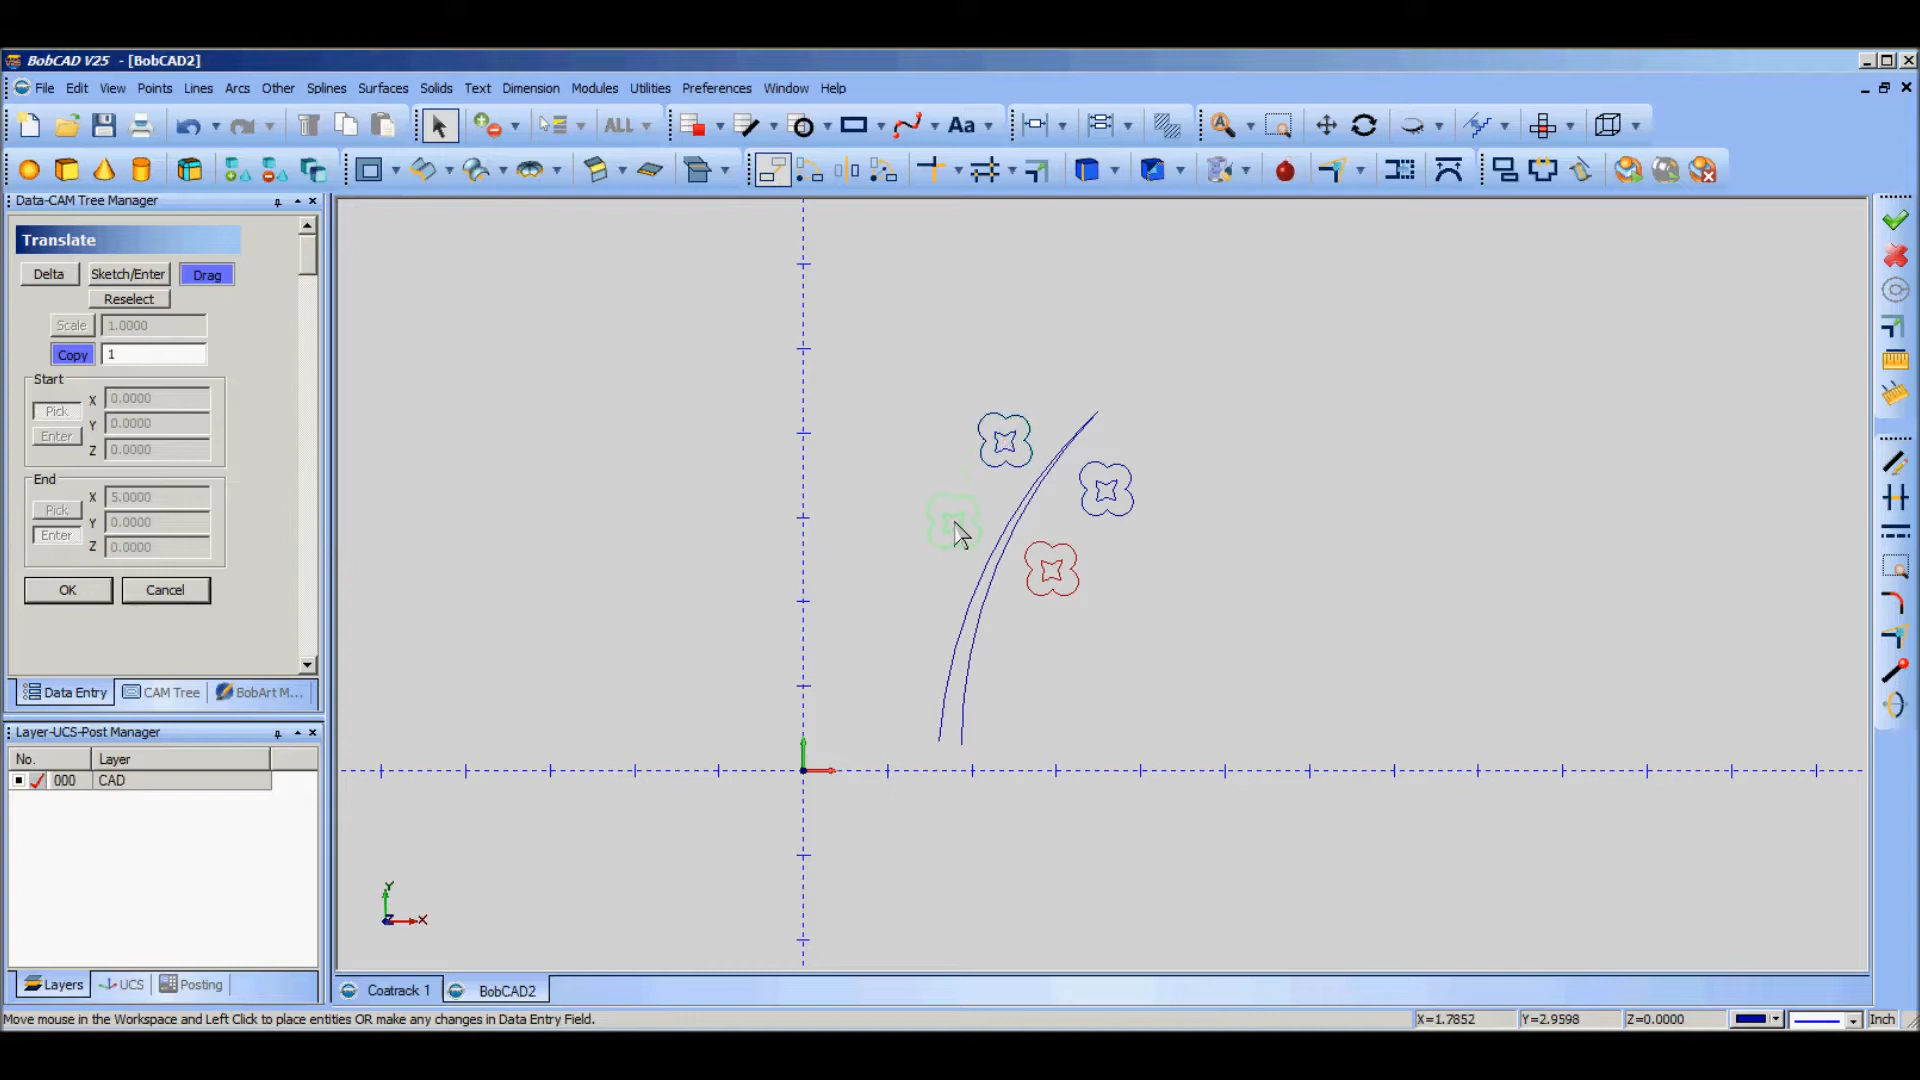 BobCAD V25 - [BobCAD2]
File Edit View Points Lines Arcs Other Splines Surfaces Solids Text Dimension Modules Utilities Preferences Window Help
ALL Aa
Data-CAM Tree Manager
Translate
Delta Sketch/Enter Drag
Reselect
Scale 1.0000
Copy 1
Start
Pick X 0.0000
Y 0.0000
Enter Z 0.0000
End
Pick X 5.0000
Y 0.0000
Enter Z 0.0000
OK Cancel
Data Entry CAM Tree BobArt M...
Layer-UCS-Post Manager
No. Layer
000 CAD
Layers UCS Posting
Y
Z X
Coatrack 1 BobCAD2
Move mouse in the Workspace and Left Click to place entities OR make any changes in Data Entry Field.
X=1.7852 Y=2.9598 Z=0.0000 Inch